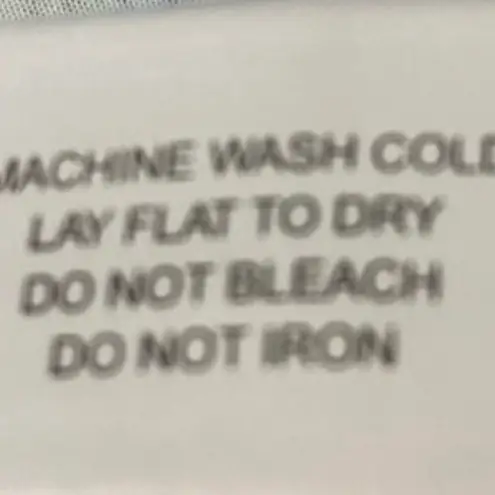 MACHINE WASH COLD
LAY FLAT TO DRY
DO NOT BLEACH
DO NOT IRON